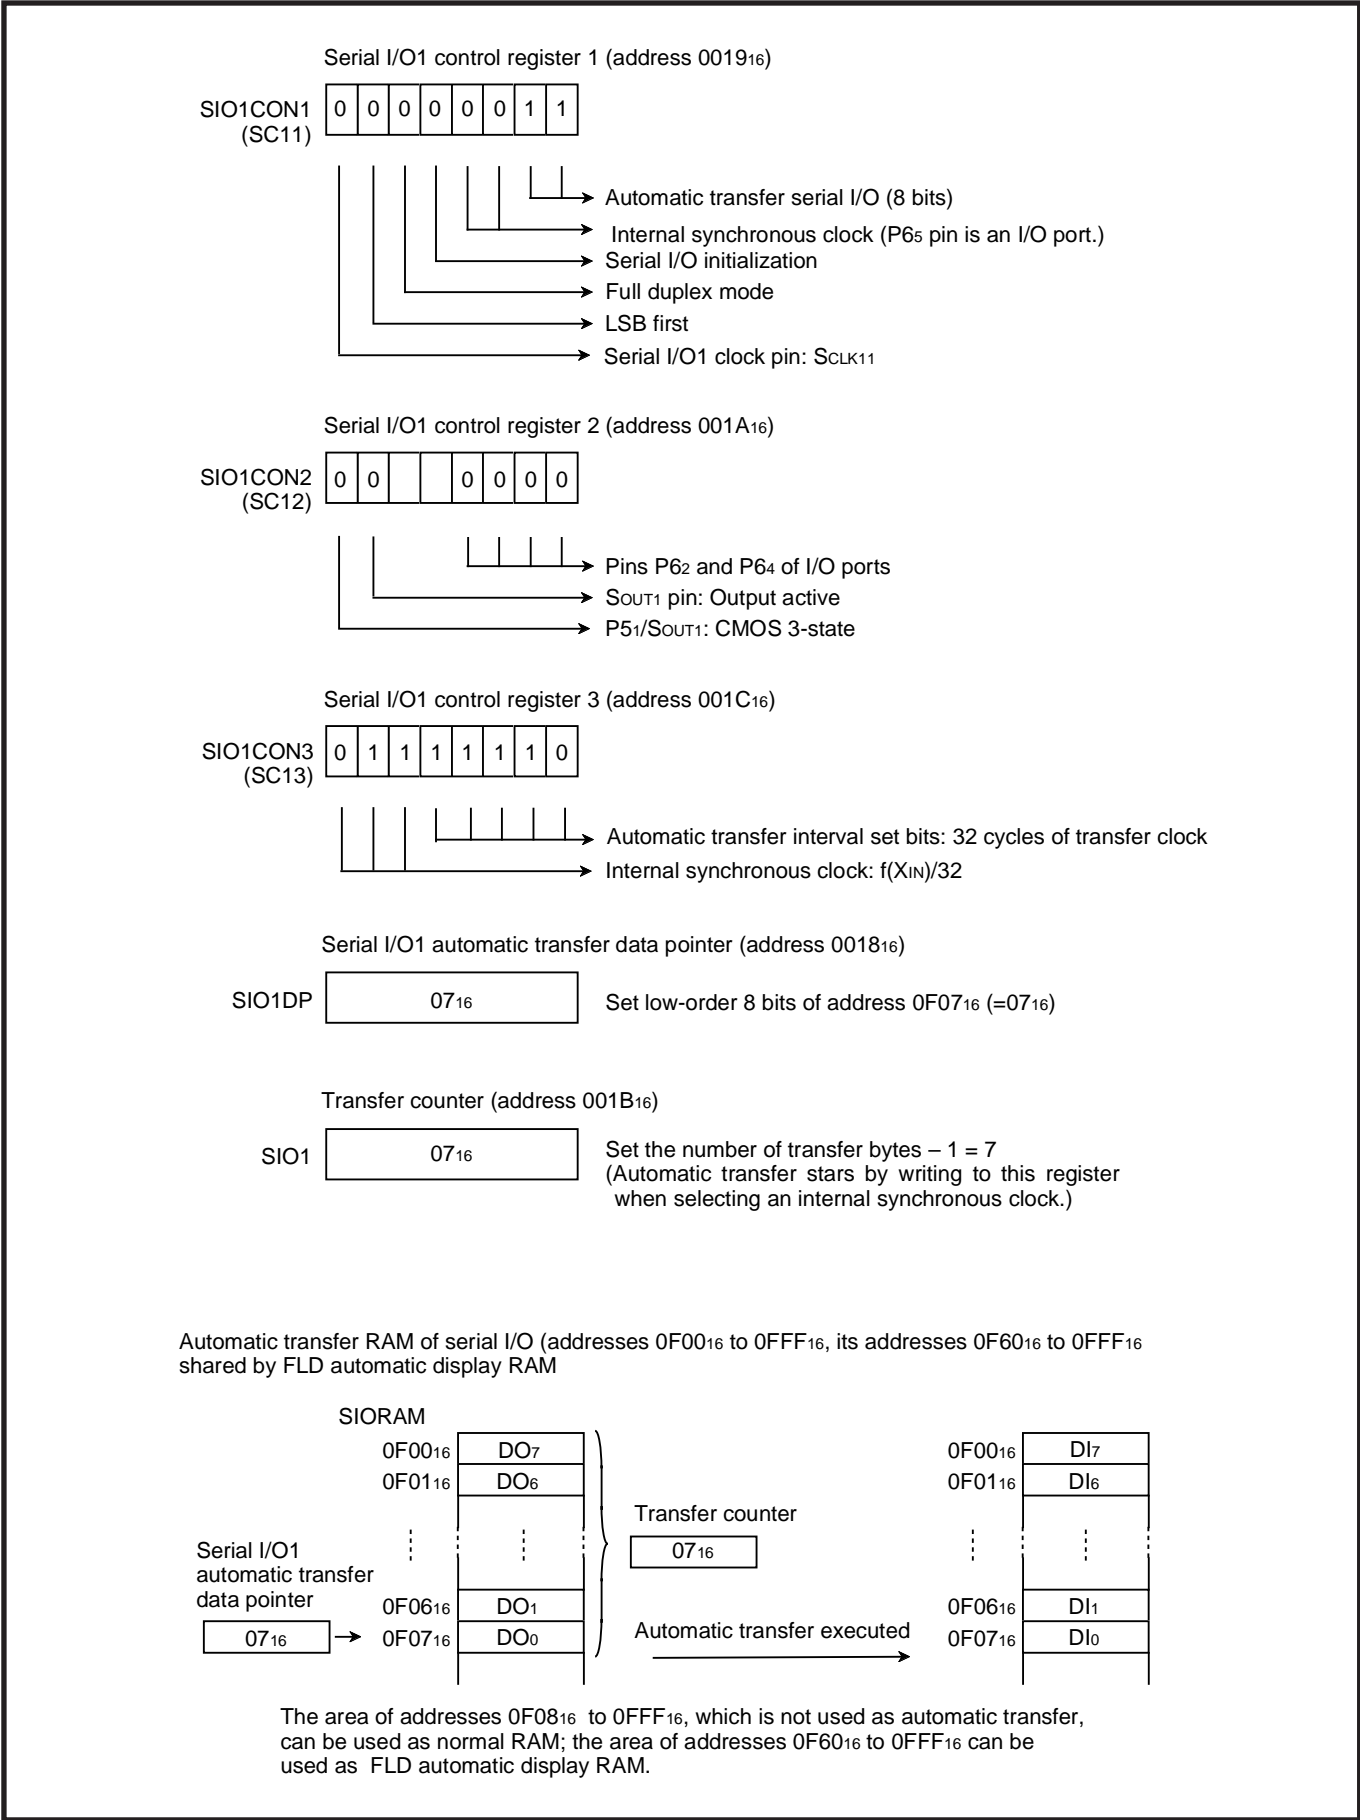 Serial I/O1 control register 1 (address 0019₁₆)
SIO1CON1 0 0 0 0 0 0 1 1
(SC11)
Automatic transfer serial I/O (8 bits)
Internal synchronous clock (P6₅ pin is an I/O port.)
Serial I/O initialization
Full duplex mode
LSB first
Serial I/O1 clock pin: SCLK11
Serial I/O1 control register 2 (address 001A₁₆)
SIO1CON2 0 0 0 0 0 0
(SC12)
Pins P6₂ and P6₄ of I/O ports
SOUT1 pin: Output active
P5₁/SOUT1: CMOS 3-state
Serial I/O1 control register 3 (address 001C₁₆)
SIO1CON3 0 1 1 1 1 1 1 0
(SC13)
Automatic transfer interval set bits: 32 cycles of transfer clock
Internal synchronous clock: f(XIN)/32
Serial I/O1 automatic transfer data pointer (address 0018₁₆)
SIO1DP 07₁₆ Set low-order 8 bits of address 0F07₁₆ (=07₁₆)
Transfer counter (address 001B₁₆)
SIO1 07₁₆ Set the number of transfer bytes – 1 = 7
(Automatic transfer stars by writing to this register
when selecting an internal synchronous clock.)
Automatic transfer RAM of serial I/O (addresses 0F00₁₆ to 0FFF₁₆, its addresses 0F60₁₆ to 0FFF₁₆
shared by FLD automatic display RAM
SIORAM
0F00₁₆ DO₇ 0F00₁₆ DI₇
0F01₁₆ DO₆ 0F01₁₆ DI₆
Transfer counter
07₁₆
Serial I/O1
automatic transfer
data pointer
0F06₁₆ DO₁ 0F06₁₆ DI₁
07₁₆ 0F07₁₆ DO₀ Automatic transfer executed 0F07₁₆ DI₀
The area of addresses 0F08₁₆ to 0FFF₁₆, which is not used as automatic transfer,
can be used as normal RAM; the area of addresses 0F60₁₆ to 0FFF₁₆ can be
used as FLD automatic display RAM.